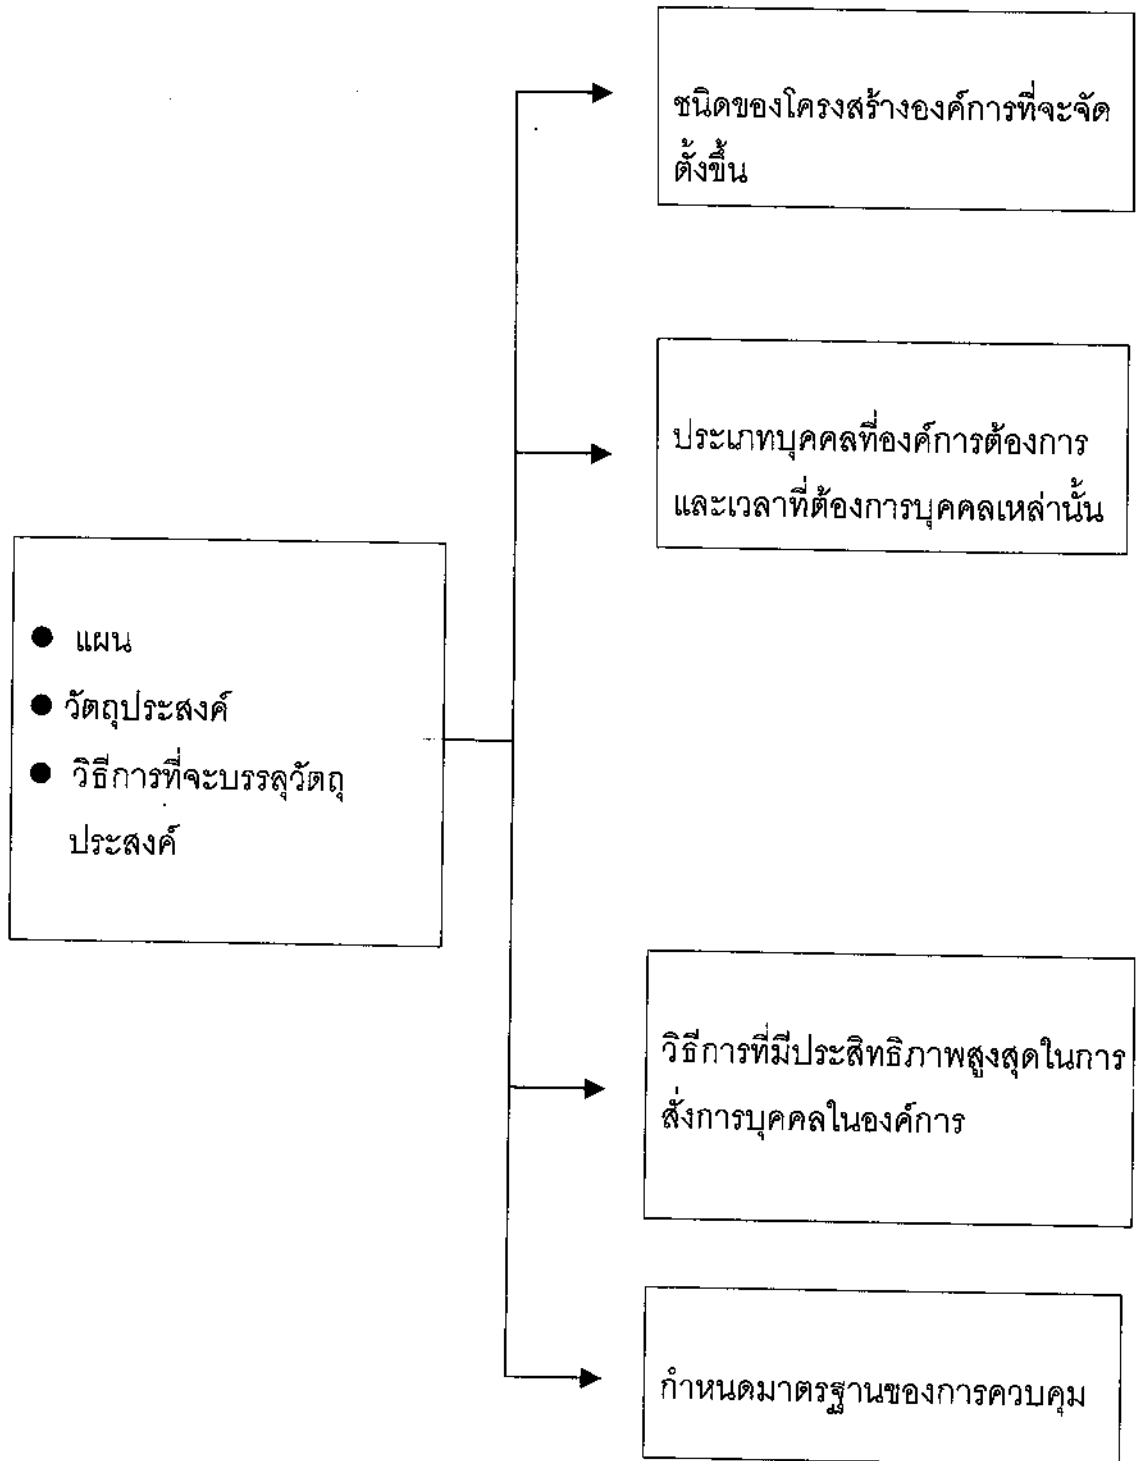 ชนิดของโครงสร้างองค์การที่จะจัด
ตั้งขึ้น
ประเภทบุคคลที่องค์การต้องการ
และเวลาที่ต้องการบุคคลเหล่านั้น
● แผน
● วัตถุประสงค์
● วิธีการที่จะบรรลุวัตถุ
ประสงค์
วิธีการที่มีประสิทธิภาพสูงสุดในการ
สั่งการบุคคลในองค์การ
กำหนดมาตรฐานของการควบคุม